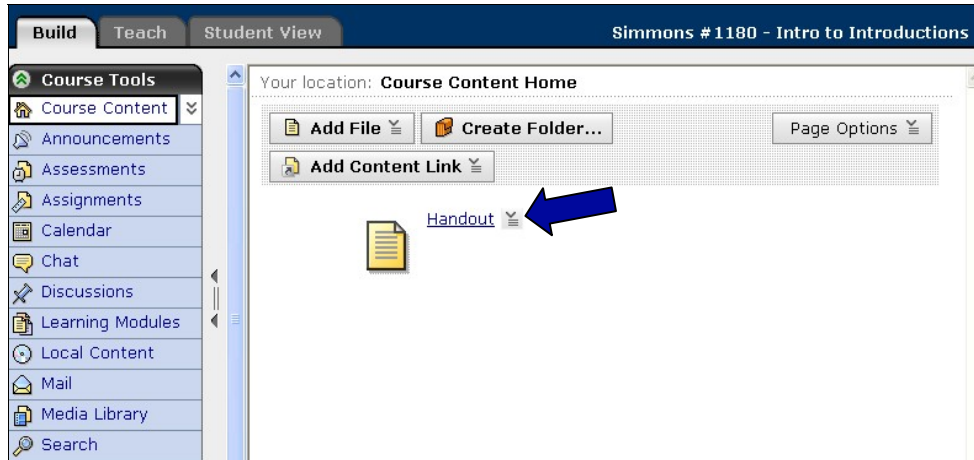 Build Teach Student View Simmons #1180 - Intro to Introductions
Course Tools
Course Content
Announcements
Assessments
Assignments
Calendar
Chat
Discussions
Learning Modules
Local Content
Mail
Media Library
Search
Your location: Course Content Home
Add File Create Folder... Page Options
Add Content Link
Handout